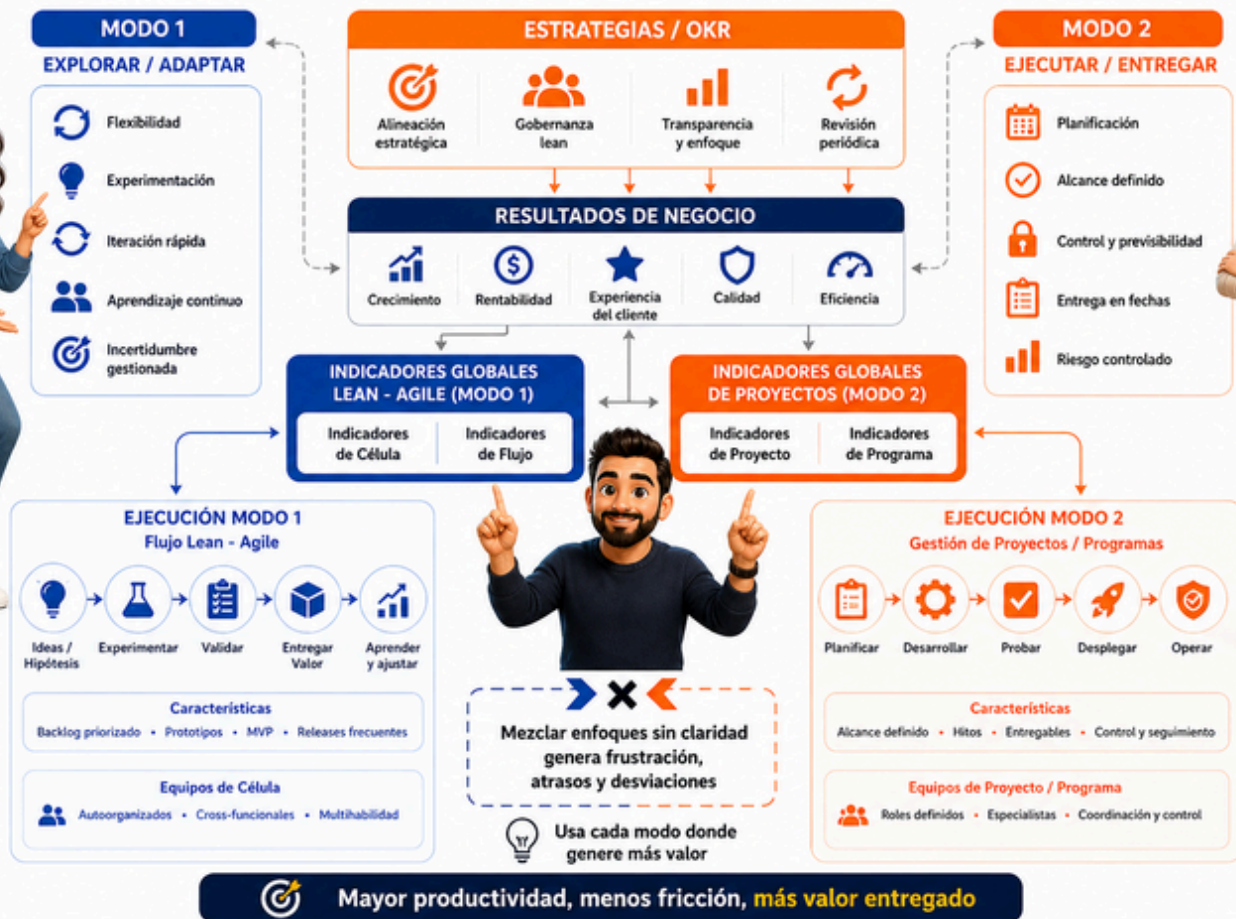 MODO 1
EXPLORAR / ADAPTAR
Flexibilidad
Experimentación
Iteración rápida
Aprendizaje continuo
Incertidumbre
gestionada
ESTRATEGIAS / OKR
Alineación
estratégica
Gobernanza
lean
Transparencia
y enfoque
Revisión
periódica
RESULTADOS DE NEGOCIO
Crecimiento
Rentabilidad
Experiencia
del cliente
Calidad
Eficiencia
MODO 2
EJECUTAR / ENTREGAR
Planificación
Alcance definido
Control y previsibilidad
Entrega en fechas
Riesgo controlado
INDICADORES GLOBALES
LEAN - AGILE (MODO 1)
Indicadores
de Célula
Indicadores
de Flujo
INDICADORES GLOBALES
DE PROYECTOS (MODO 2)
Indicadores
de Proyecto
Indicadores
de Programa
EJECUCIÓN MODO 1
Flujo Lean - Agile
Ideas /
Hipótesis
Experimentar
Validar
Entregar
Valor
Aprender
y ajustar
Características
Backlog priorizado • Prototipos • MVP • Releases frecuentes
Equipos de Célula
Autoorganizados • Cross-funcionales • Multihabilidad
Mezclar enfoques sin claridad
genera frustración,
atrasos y desviaciones
Usa cada modo donde
genere más valor
EJECUCIÓN MODO 2
Gestión de Proyectos / Programas
Planificar
Desarrollar
Probar
Desplegar
Operar
Características
Alcance definido • Hitos • Entregables • Control y seguimiento
Equipos de Proyecto / Programa
Roles definidos • Especialistas • Coordinación y control
Mayor productividad, menos fricción, más valor entregado